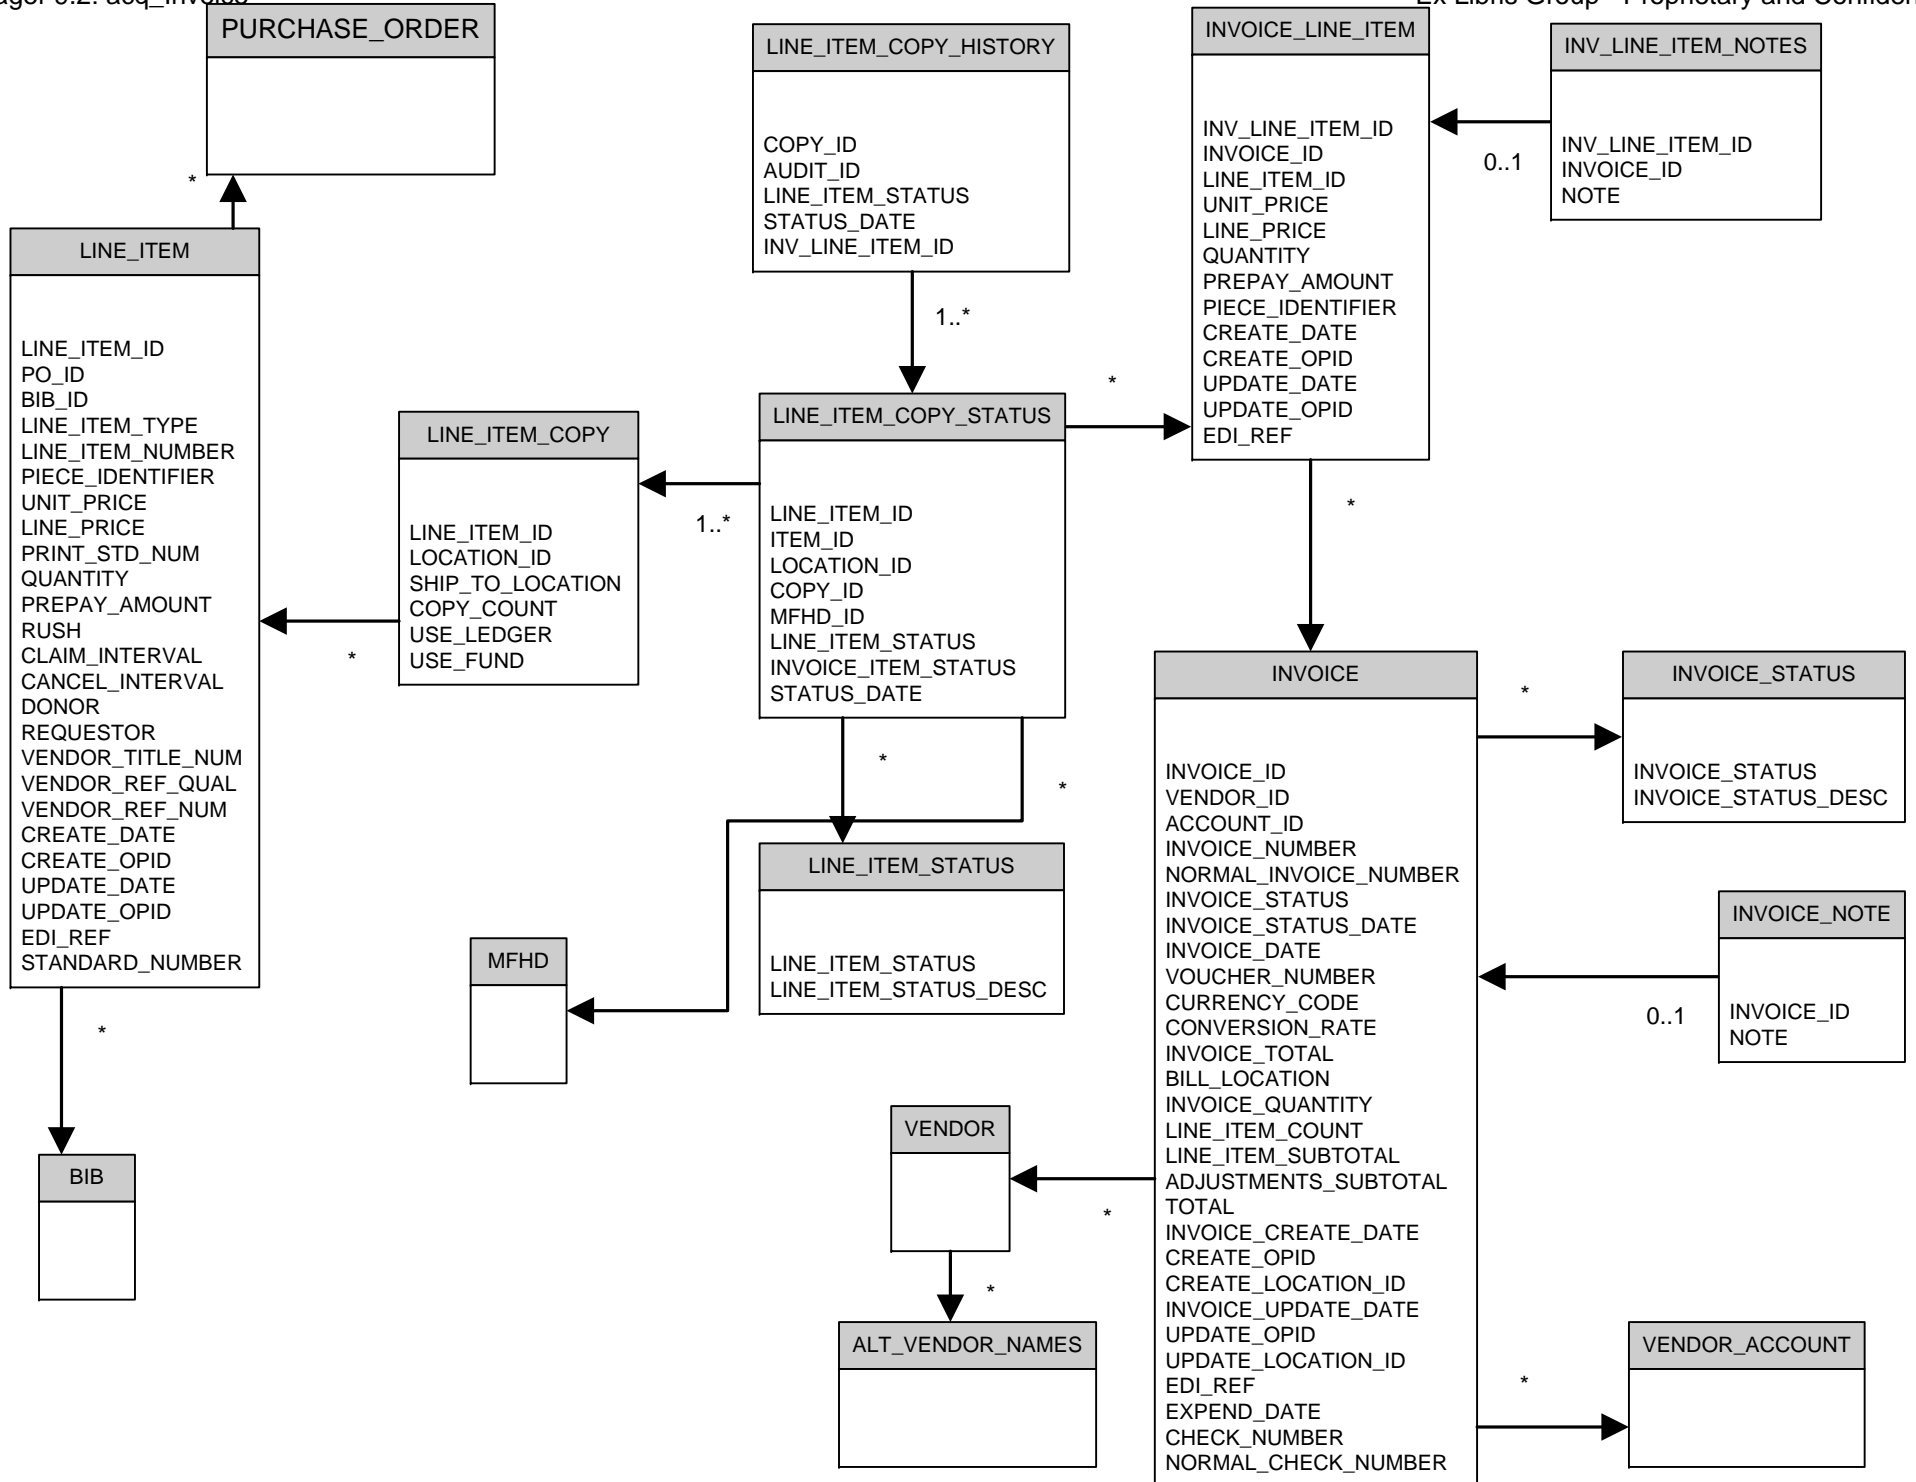 PURCHASE_ORDER
*
LINE_ITEM
LINE_ITEM_ID
PO_ID
BIB_ID
LINE_ITEM_TYPE
LINE_ITEM_NUMBER
PIECE_IDENTIFIER
UNIT_PRICE
LINE_PRICE
PRINT_STD_NUM
QUANTITY
PREPAY_AMOUNT
RUSH
CLAIM_INTERVAL
CANCEL_INTERVAL
DONOR
REQUESTOR
VENDOR_TITLE_NUM
VENDOR_REF_QUAL
VENDOR_REF_NUM
CREATE_DATE
CREATE_OPID
UPDATE_DATE
UPDATE_OPID
EDI_REF
STANDARD_NUMBER
*
BIB
LINE_ITEM_COPY
LINE_ITEM_ID
LOCATION_ID
SHIP_TO_LOCATION
COPY_COUNT
USE_LEDGER
USE_FUND
*
LINE_ITEM_COPY_HISTORY
COPY_ID
AUDIT_ID
LINE_ITEM_STATUS
STATUS_DATE
INV_LINE_ITEM_ID
1..*
LINE_ITEM_COPY_STATUS
LINE_ITEM_ID
ITEM_ID
LOCATION_ID
COPY_ID
MFHD_ID
LINE_ITEM_STATUS
INVOICE_ITEM_STATUS
STATUS_DATE
1..*
*
*
*
LINE_ITEM_STATUS
LINE_ITEM_STATUS
LINE_ITEM_STATUS_DESC
MFHD
INVOICE_LINE_ITEM
INV_LINE_ITEM_ID
INVOICE_ID
LINE_ITEM_ID
UNIT_PRICE
LINE_PRICE
QUANTITY
PREPAY_AMOUNT
PIECE_IDENTIFIER
CREATE_DATE
CREATE_OPID
UPDATE_DATE
UPDATE_OPID
EDI_REF
*
INV_LINE_ITEM_NOTES
INV_LINE_ITEM_ID
INVOICE_ID
NOTE
0..1
INVOICE
INVOICE_ID
VENDOR_ID
ACCOUNT_ID
INVOICE_NUMBER
NORMAL_INVOICE_NUMBER
INVOICE_STATUS
INVOICE_STATUS_DATE
INVOICE_DATE
VOUCHER_NUMBER
CURRENCY_CODE
CONVERSION_RATE
INVOICE_TOTAL
BILL_LOCATION
INVOICE_QUANTITY
LINE_ITEM_COUNT
LINE_ITEM_SUBTOTAL
ADJUSTMENTS_SUBTOTAL
TOTAL
INVOICE_CREATE_DATE
CREATE_OPID
CREATE_LOCATION_ID
INVOICE_UPDATE_DATE
UPDATE_OPID
UPDATE_LOCATION_ID
EDI_REF
EXPEND_DATE
CHECK_NUMBER
NORMAL_CHECK_NUMBER
*
INVOICE_STATUS
INVOICE_STATUS
INVOICE_STATUS_DESC
INVOICE_NOTE
INVOICE_ID
NOTE
0..1
VENDOR
*
*
ALT_VENDOR_NAMES
*
VENDOR_ACCOUNT